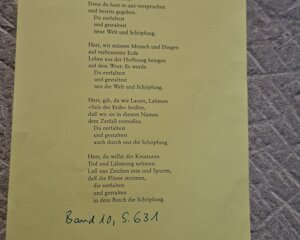 Denn du hast es uns versprochen
und bereits gegeben.
Du entfaltest
und gestaltest
neue Welt und Schöpfung.
Herr, wir müssen Mensch und Dingen
auf verbrannter Erde
Leben aus der Hoffnung bringen
auf dein Wort: Es werde.
Du entfaltest
und gestaltest
neu die Welt und Schöpfung.
Herr, gib, da wir Lauen, Lahmen
»Salz der Erde« heißen,
daß wir sie in diesem Namen
dem Zerfall entreißen.
Du entfaltest
und gestaltest
auch durch uns die Schöpfung.
Herr, du willst der Kreaturen
Tod und Lähmung nehmen.
Laß uns Zeichen sein und Spuren,
daß die Flüsse strömen,
die entfalten
und gestalten
in dein Reich die Schöpfung.
Band 10, S. 631